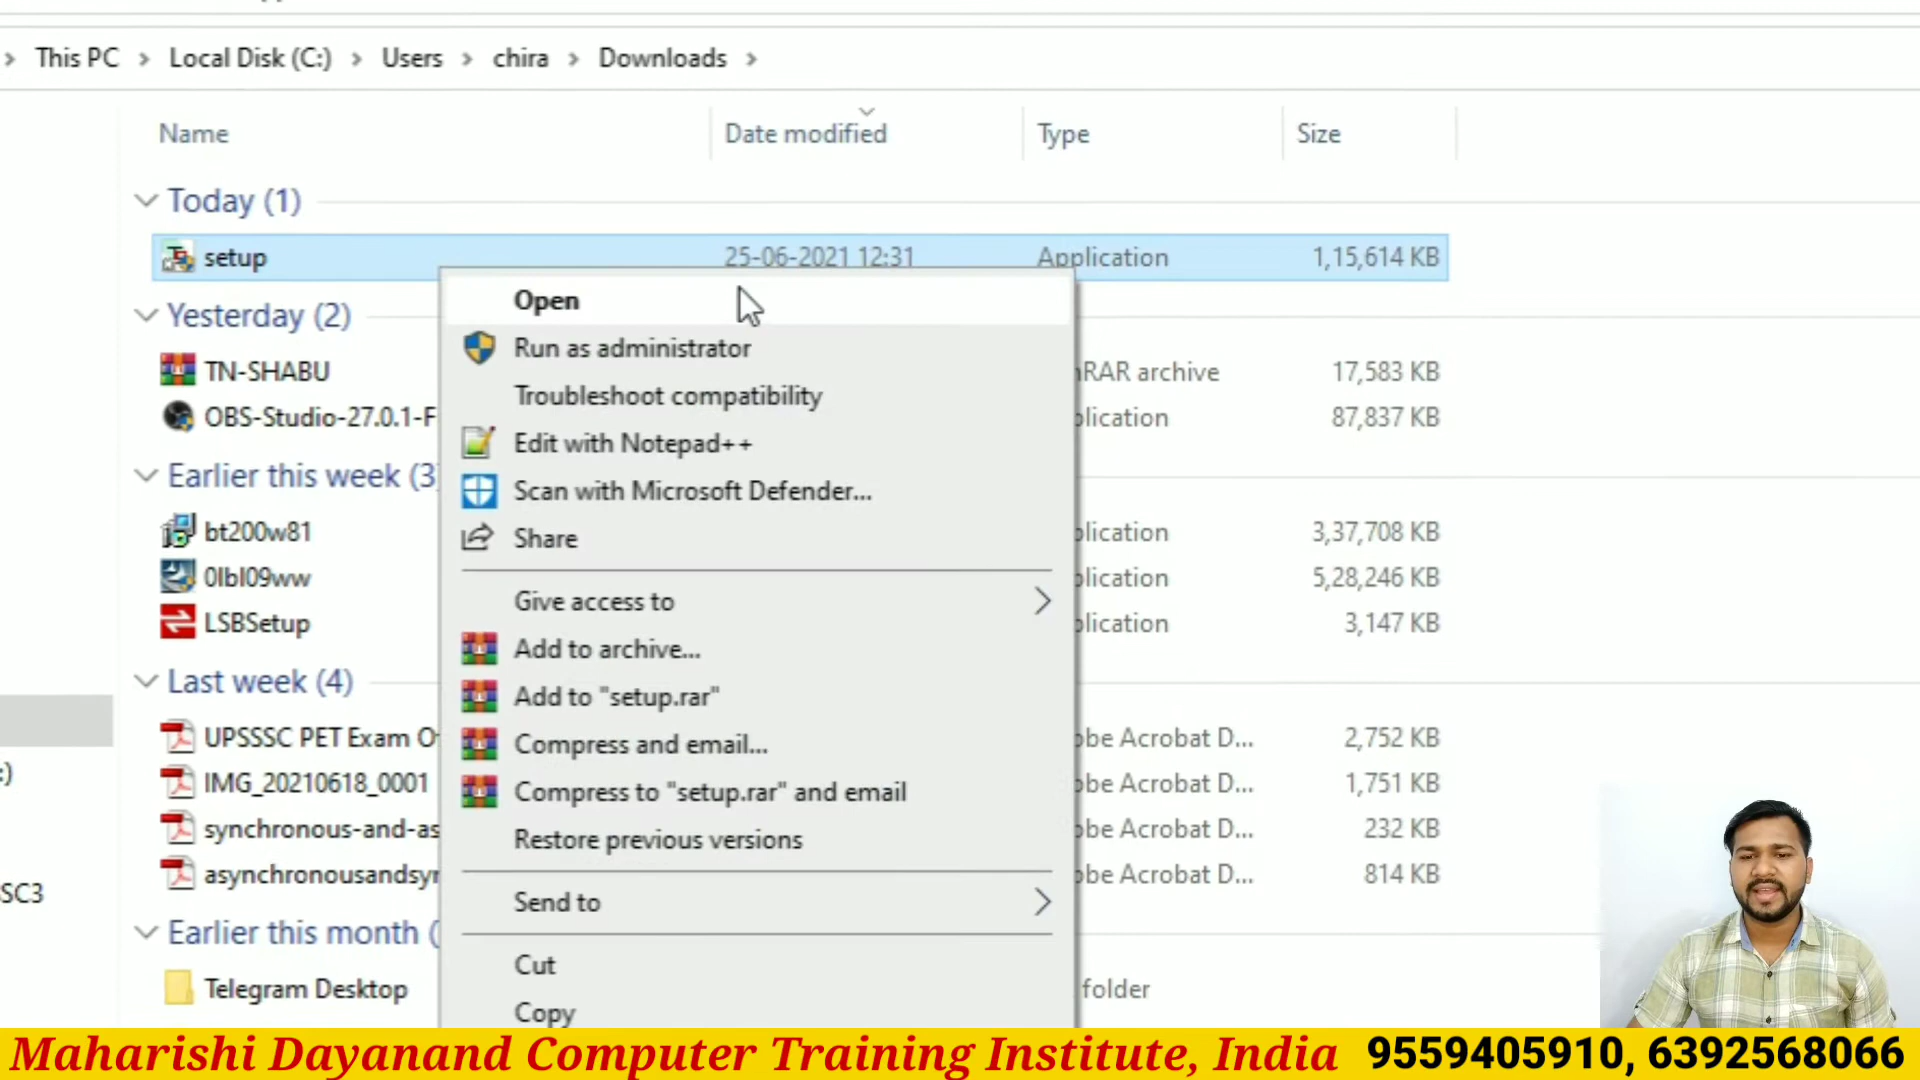 This PC > Local Disk (C:) > Users > chira > Downloads >
Name Date modified Type Size
Today (1)
setup 25-06-2021 12:31 Application 1,15,614 KB
Open
Yesterday (2)
Run as administrator
TN-SHABU nRAR archive 17,583 KB
Troubleshoot compatibility
OBS-Studio-27.0.1-F plication 87,837 KB
Edit with Notepad++
Earlier this week (3)
Scan with Microsoft Defender...
bt200w81 plication 3,37,708 KB
Share
0lbl09ww plication 5,28,246 KB
Give access to
LSBSetup plication 3,147 KB
Add to archive...
Last week (4)
Add to "setup.rar"
UPSSSC PET Exam O obe Acrobat D... 2,752 KB
Compress and email...
:)
IMG_20210618_0001 obe Acrobat D... 1,751 KB
Compress to "setup.rar" and email
synchronous-and-as obe Acrobat D... 232 KB
Restore previous versions
asynchronousandsyn obe Acrobat D... 814 KB
SC3
Send to
Earlier this month (
Cut
Telegram Desktop folder
Copy
Maharishi Dayanand Computer Training Institute, India 9559405910, 6392568066